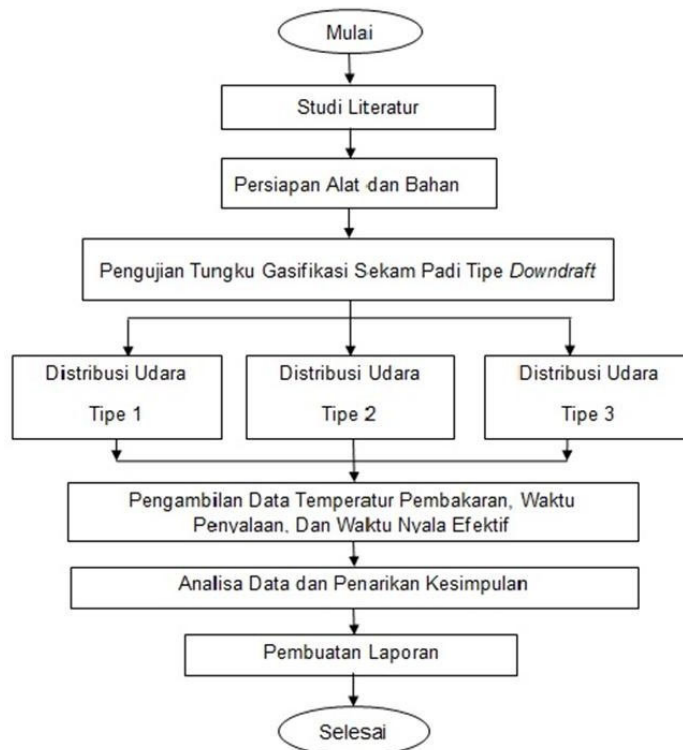 Mulai
Studi Literatur
Persiapan Alat dan Bahan
Pengujian Tungku Gasifikasi Sekam Padi Tipe Downdraft
Distribusi Udara
Tipe 1
Distribusi Udara
Tipe 2
Distribusi Udara
Tipe 3
Pengambilan Data Temperatur Pembakaran, Waktu
Penyalaan, Dan Waktu Nyala Efektif
Analisa Data dan Penarikan Kesimpulan
Pembuatan Laporan
Selesai